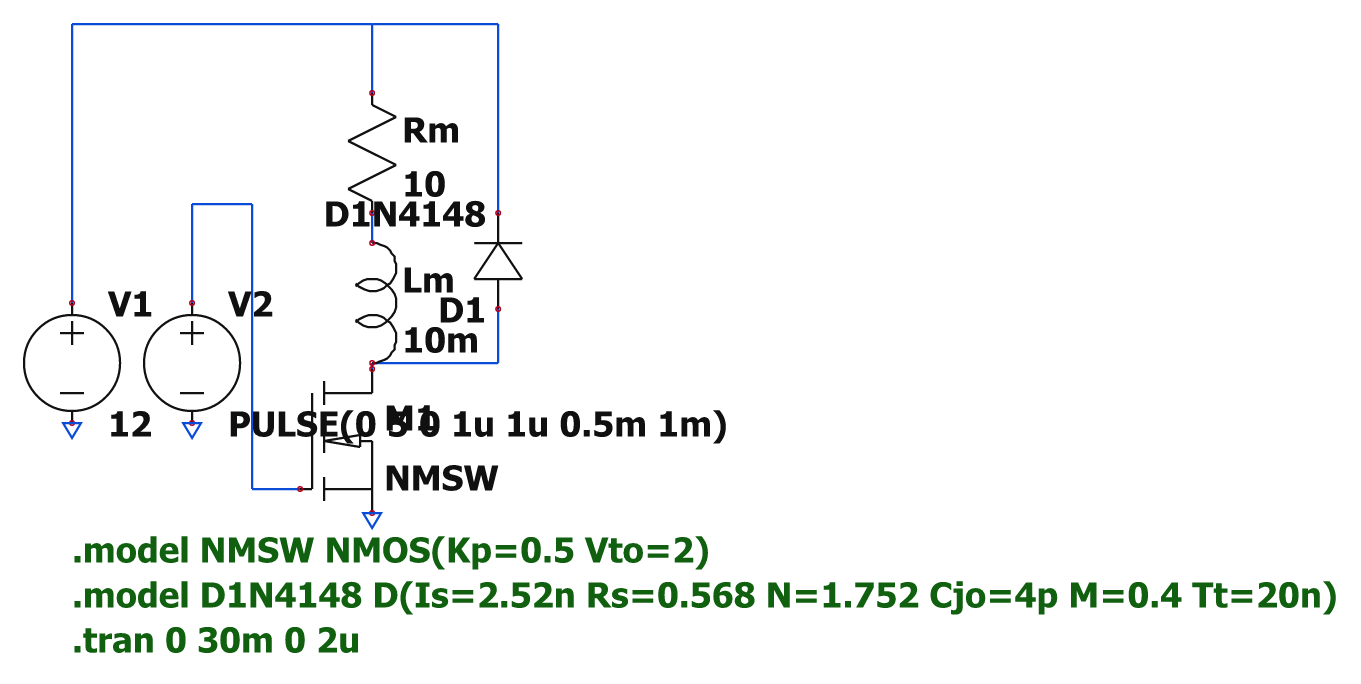 Rm
10
D1N4148
Lm
D1
10m
V1
V2
12
PULSE(0 5 0 1u 1u 0.5m 1m)
M1
NMSW
.model NMSW NMOS(Kp=0.5 Vto=2)
.model D1N4148 D(Is=2.52n Rs=0.568 N=1.752 Cjo=4p M=0.4 Tt=20n)
.tran 0 30m 0 2u